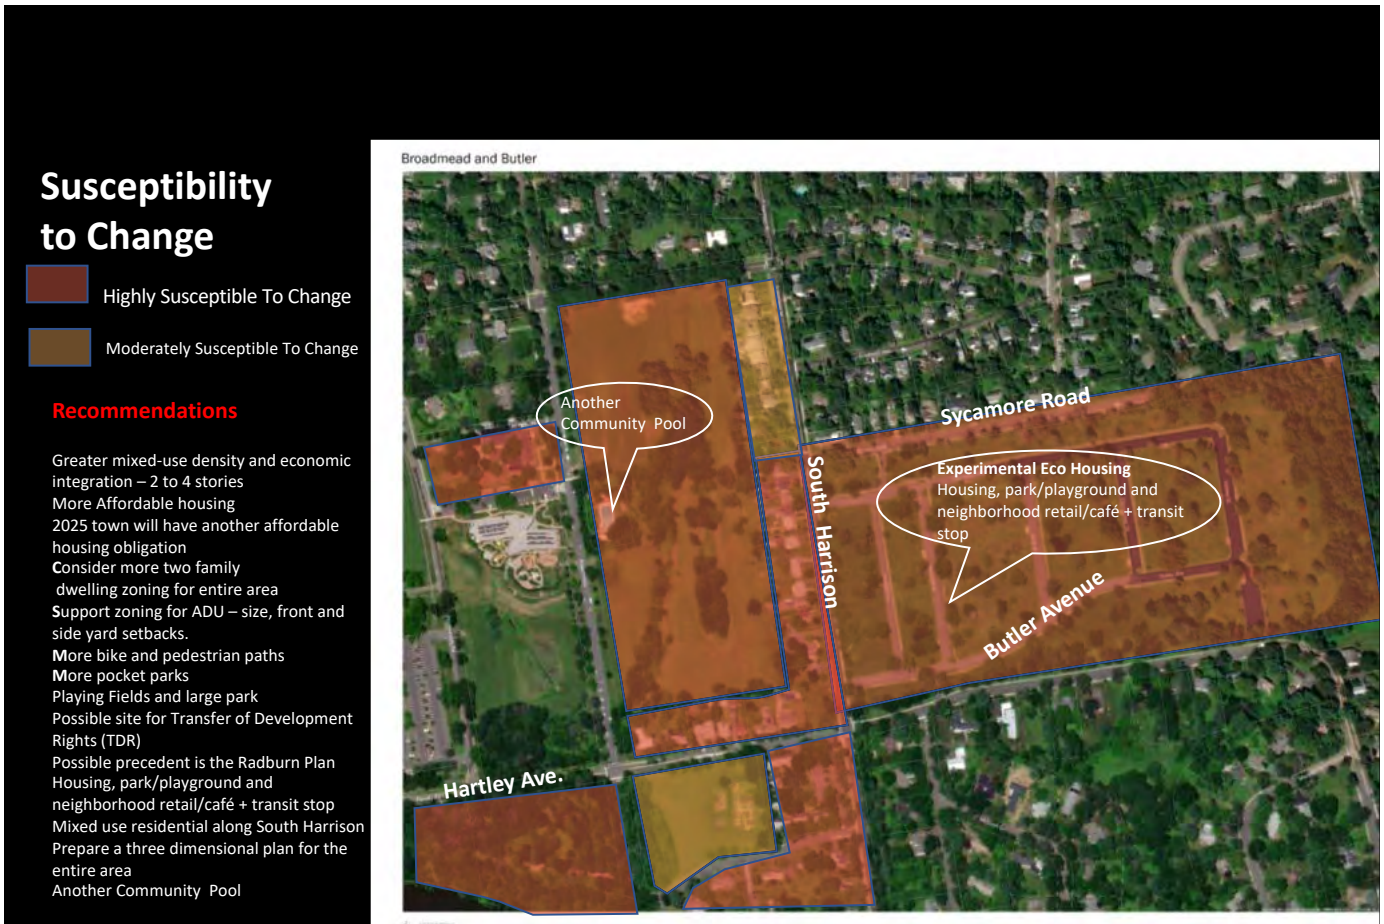 Broadmead and Butler
Susceptibility
to Change
Highly Susceptible To Change
Moderately Susceptible To Change
Recommendations
Greater mixed-use density and economic
integration – 2 to 4 stories
More Affordable housing
2025 town will have another affordable
housing obligation
Consider more two family
dwelling zoning for entire area
Support zoning for ADU – size, front and
side yard setbacks.
More bike and pedestrian paths
More pocket parks
Playing Fields and large park
Possible site for Transfer of Development
Rights (TDR)
Possible precedent is the Radburn Plan
Housing, park/playground and
neighborhood retail/café + transit stop
Mixed use residential along South Harrison
Prepare a three dimensional plan for the
entire area
Another Community Pool
Another
Community Pool
Sycamore Road
South Harrison
Experimental Eco Housing
Housing, park/playground and
neighborhood retail/café + transit
stop
Butler Avenue
Hartley Ave.